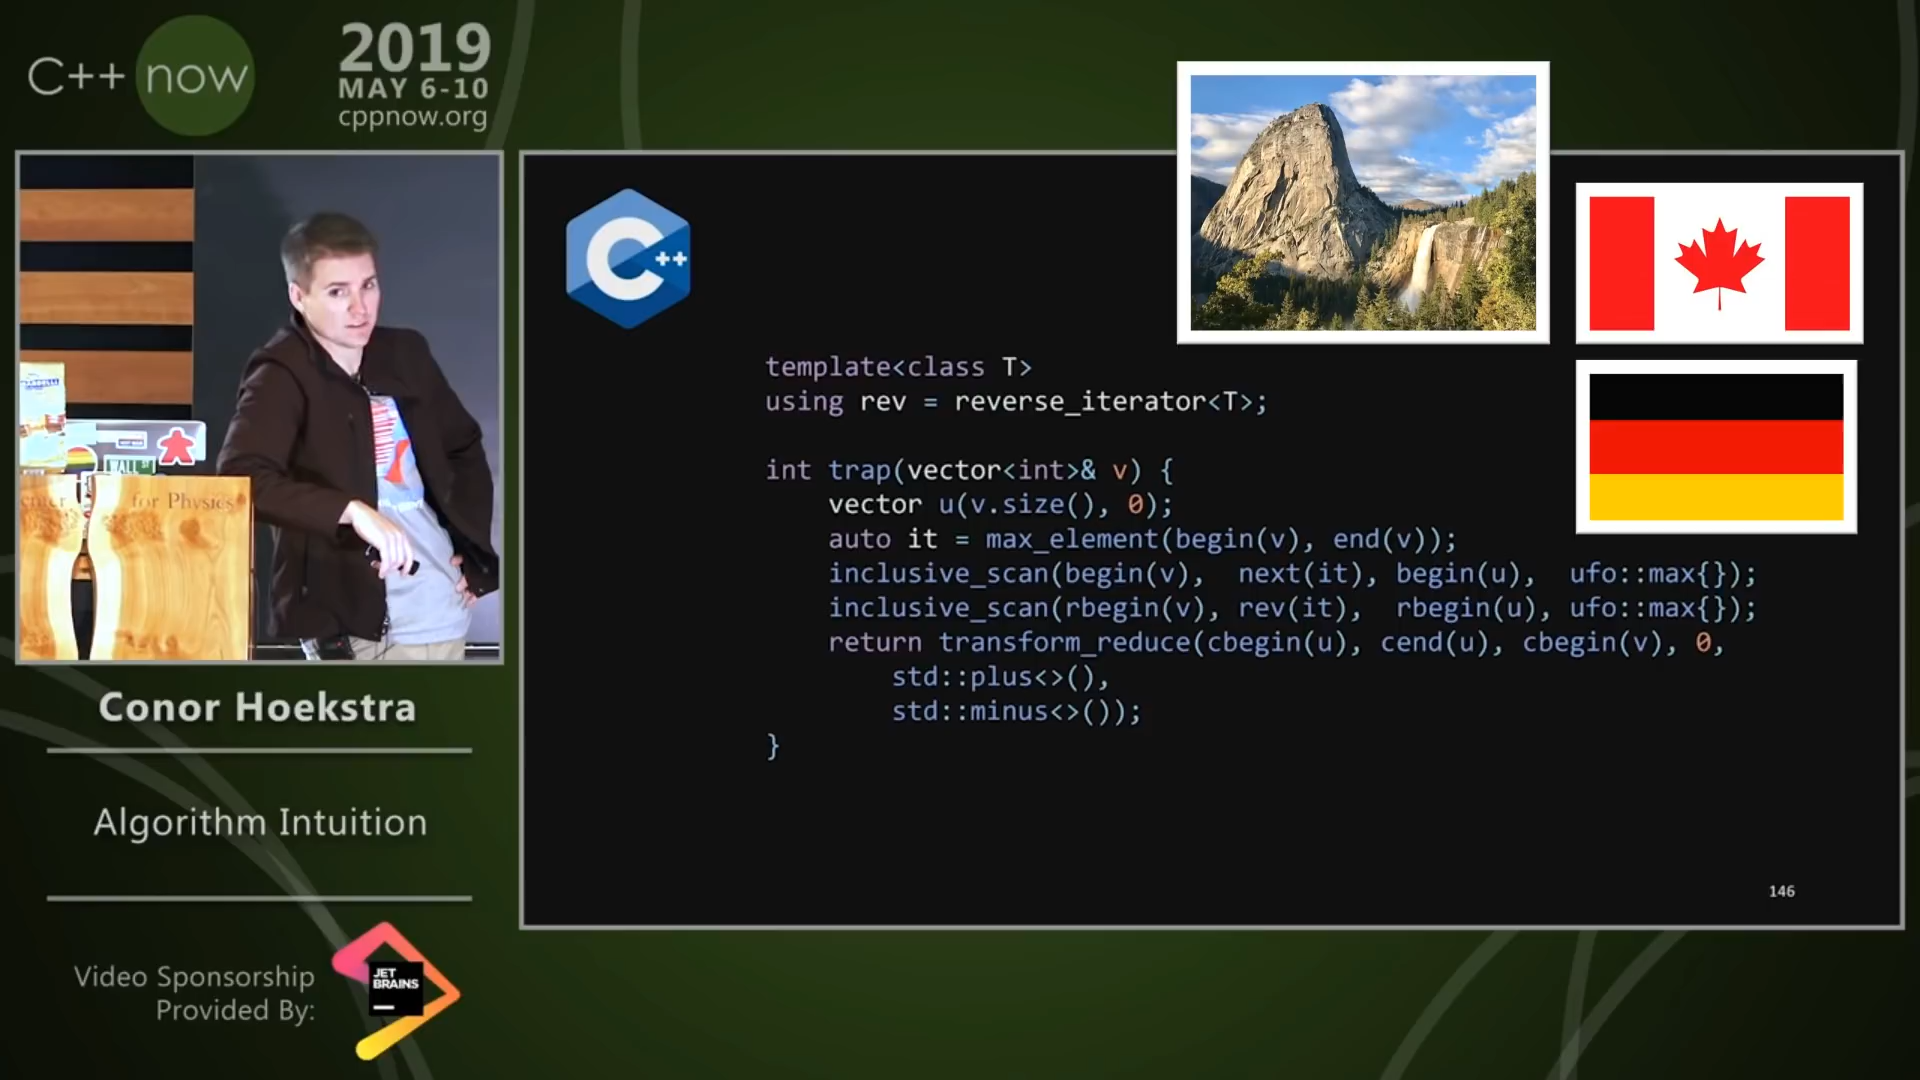 C++ now
2019
MAY 6-10
cppnow.org
for Physics
WALL ST
Conor Hoekstra
Algorithm Intuition
Video Sponsorship
Provided By:
JET
BRAINS
C++
template<class T>
using rev = reverse_iterator<T>;
int trap(vector<int>& v) {
    vector u(v.size(), 0);
    auto it = max_element(begin(v), end(v));
    inclusive_scan(begin(v),  next(it), begin(u),  ufo::max{});
    inclusive_scan(rbegin(v), rev(it),  rbegin(u), ufo::max{});
    return transform_reduce(cbegin(u), cend(u), cbegin(v), 0,
        std::plus<>(),
        std::minus<>());
}
146